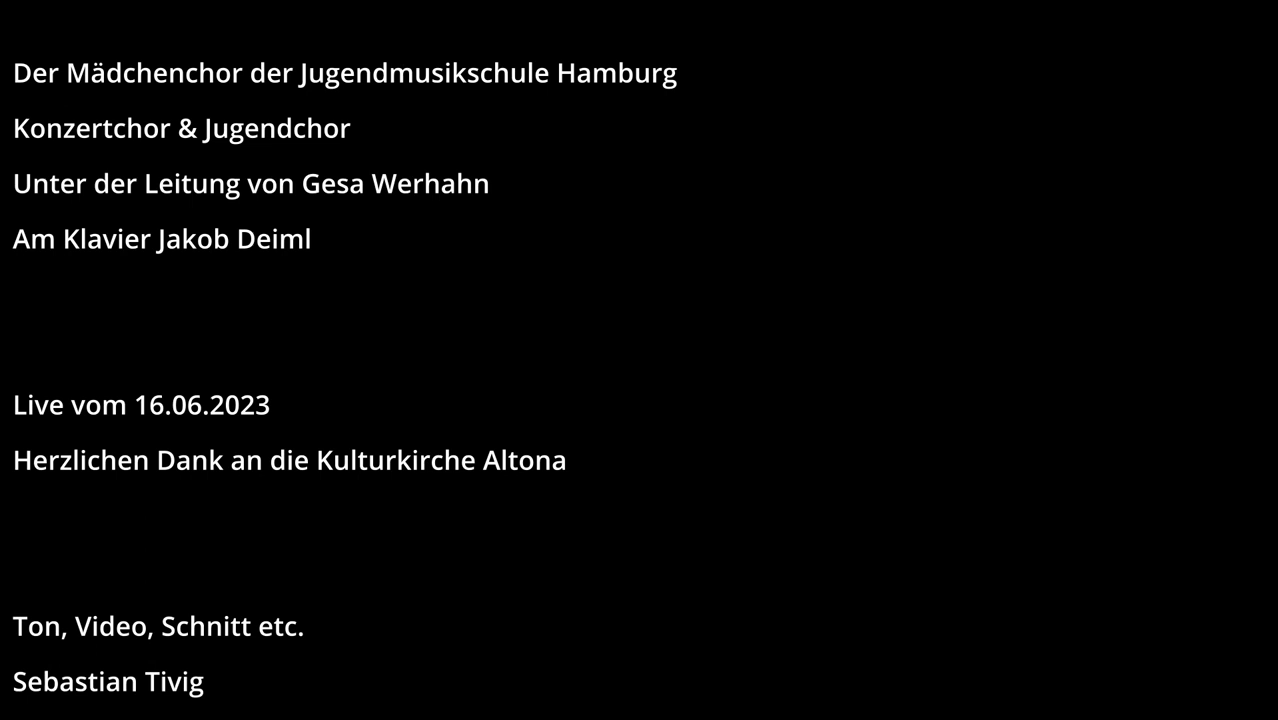 Der Mädchenchor der Jugendmusikschule Hamburg
Konzertchor & Jugendchor
Unter der Leitung von Gesa Werhahn
Am Klavier Jakob Deiml
Live vom 16.06.2023
Herzlichen Dank an die Kulturkirche Altona
Ton, Video, Schnitt etc.
Sebastian Tivig